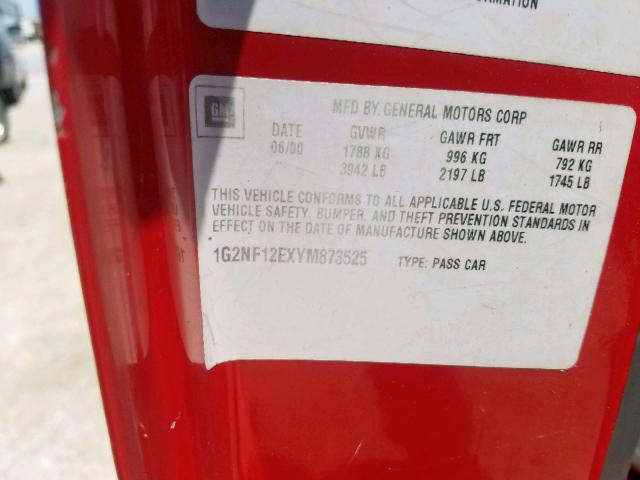 GM
MFD BY GENERAL MOTORS CORP
DATE GVWR GAWR FRT GAWR RR
06/00 1788 KG 996 KG 792 KG
3942 LB 2197 LB 1745 LB
THIS VEHICLE CONFORMS TO ALL APPLICABLE U.S. FEDERAL MOTOR
VEHICLE SAFETY, BUMPER, AND THEFT PREVENTION STANDARDS IN
EFFECT ON THE DATE OF MANUFACTURE SHOWN ABOVE.
1G2NF12EXYM873525 TYPE: PASS CAR